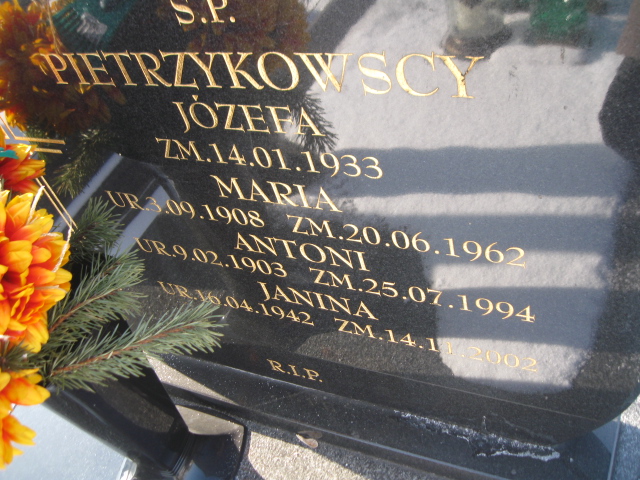 S.P.
PIETRZYKOWSCY
JÓZEFA
ZM.14.01.1933
MARIA
UR.3.09.1908 ZM.20.06.1962
ANTONI
UR.9.02.1903 ZM.25.07.1994
JANINA
UR.16.04.1942 ZM.14.11.2002
R.I.P.